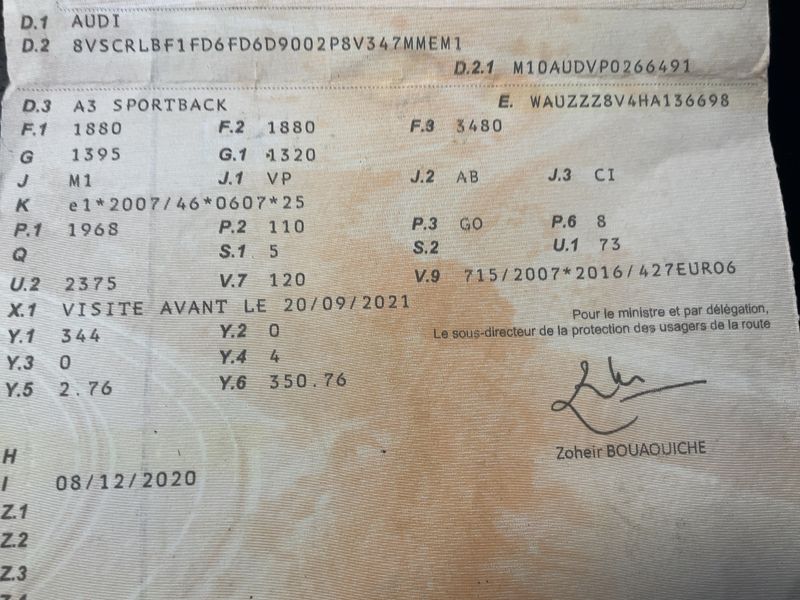 D.1 AUDI
D.2 8VSCRLBF1FD6FD6D9002P8V347MMEM1
D.2.1 M10AUDVP0266491
D.3 A3 SPORTBACK E. WAUZZZ8V4HA136698
F.1 1880 F.2 1880 F.3 3480
G 1395 G.1 1320
J M1 J.1 VP J.2 AB J.3 CI
K e1*2007/46*0607*25
P.1 1968 P.2 110 P.3 GO P.6 8
Q S.1 5 S.2 U.1 73
U.2 2375 V.7 120 V.9 715/2007*2016/427EURO6
X.1 VISITE AVANT LE 20/09/2021
Y.1 344 Y.2 0
Pour le ministre et par délégation,
Le sous-directeur de la protection des usagers de la route
Y.3 0 Y.4 4
Y.5 2.76 Y.6 350.76
Zoheir BOUAOUICHE
H
I 08/12/2020
Z.1
Z.2
Z.3